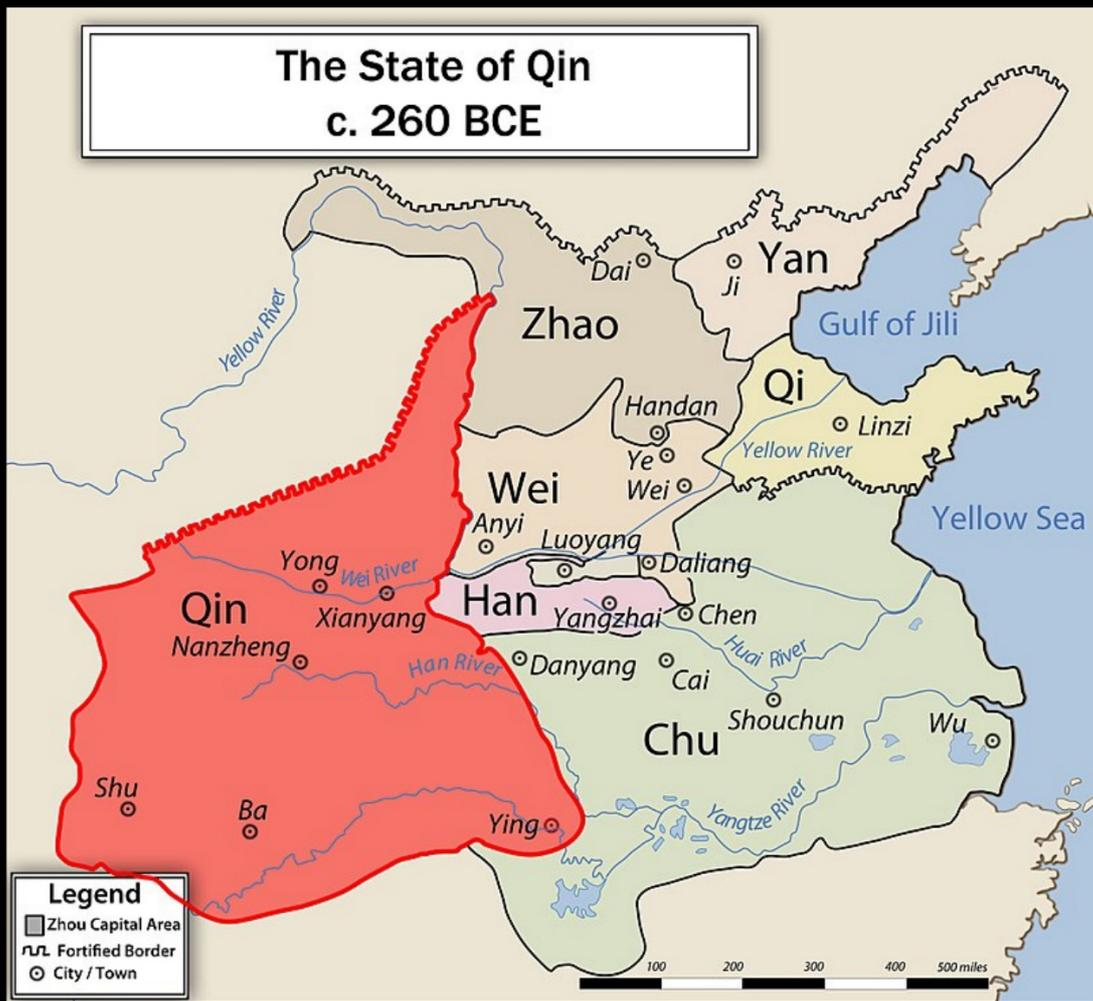 The State of Qin
c. 260 BCE
Dai
Ji
Yan
Yellow River
Zhao
Gulf of Jili
Qi
Handan
Linzi
Ye
Yellow River
Wei
Wei
Yellow Sea
Anyi
Luoyang
Daliang
Yong
Wei River
Qin
Xianyang
Han
Yangzhai
Chen
Nanzheng
Han River
Danyang
Cai
Huai River
Shouchun
Chu
Wu
Shu
Ba
Ying
Yangtze River
Legend
Zhou Capital Area
Fortified Border
City / Town
100 200 300 400 500 miles